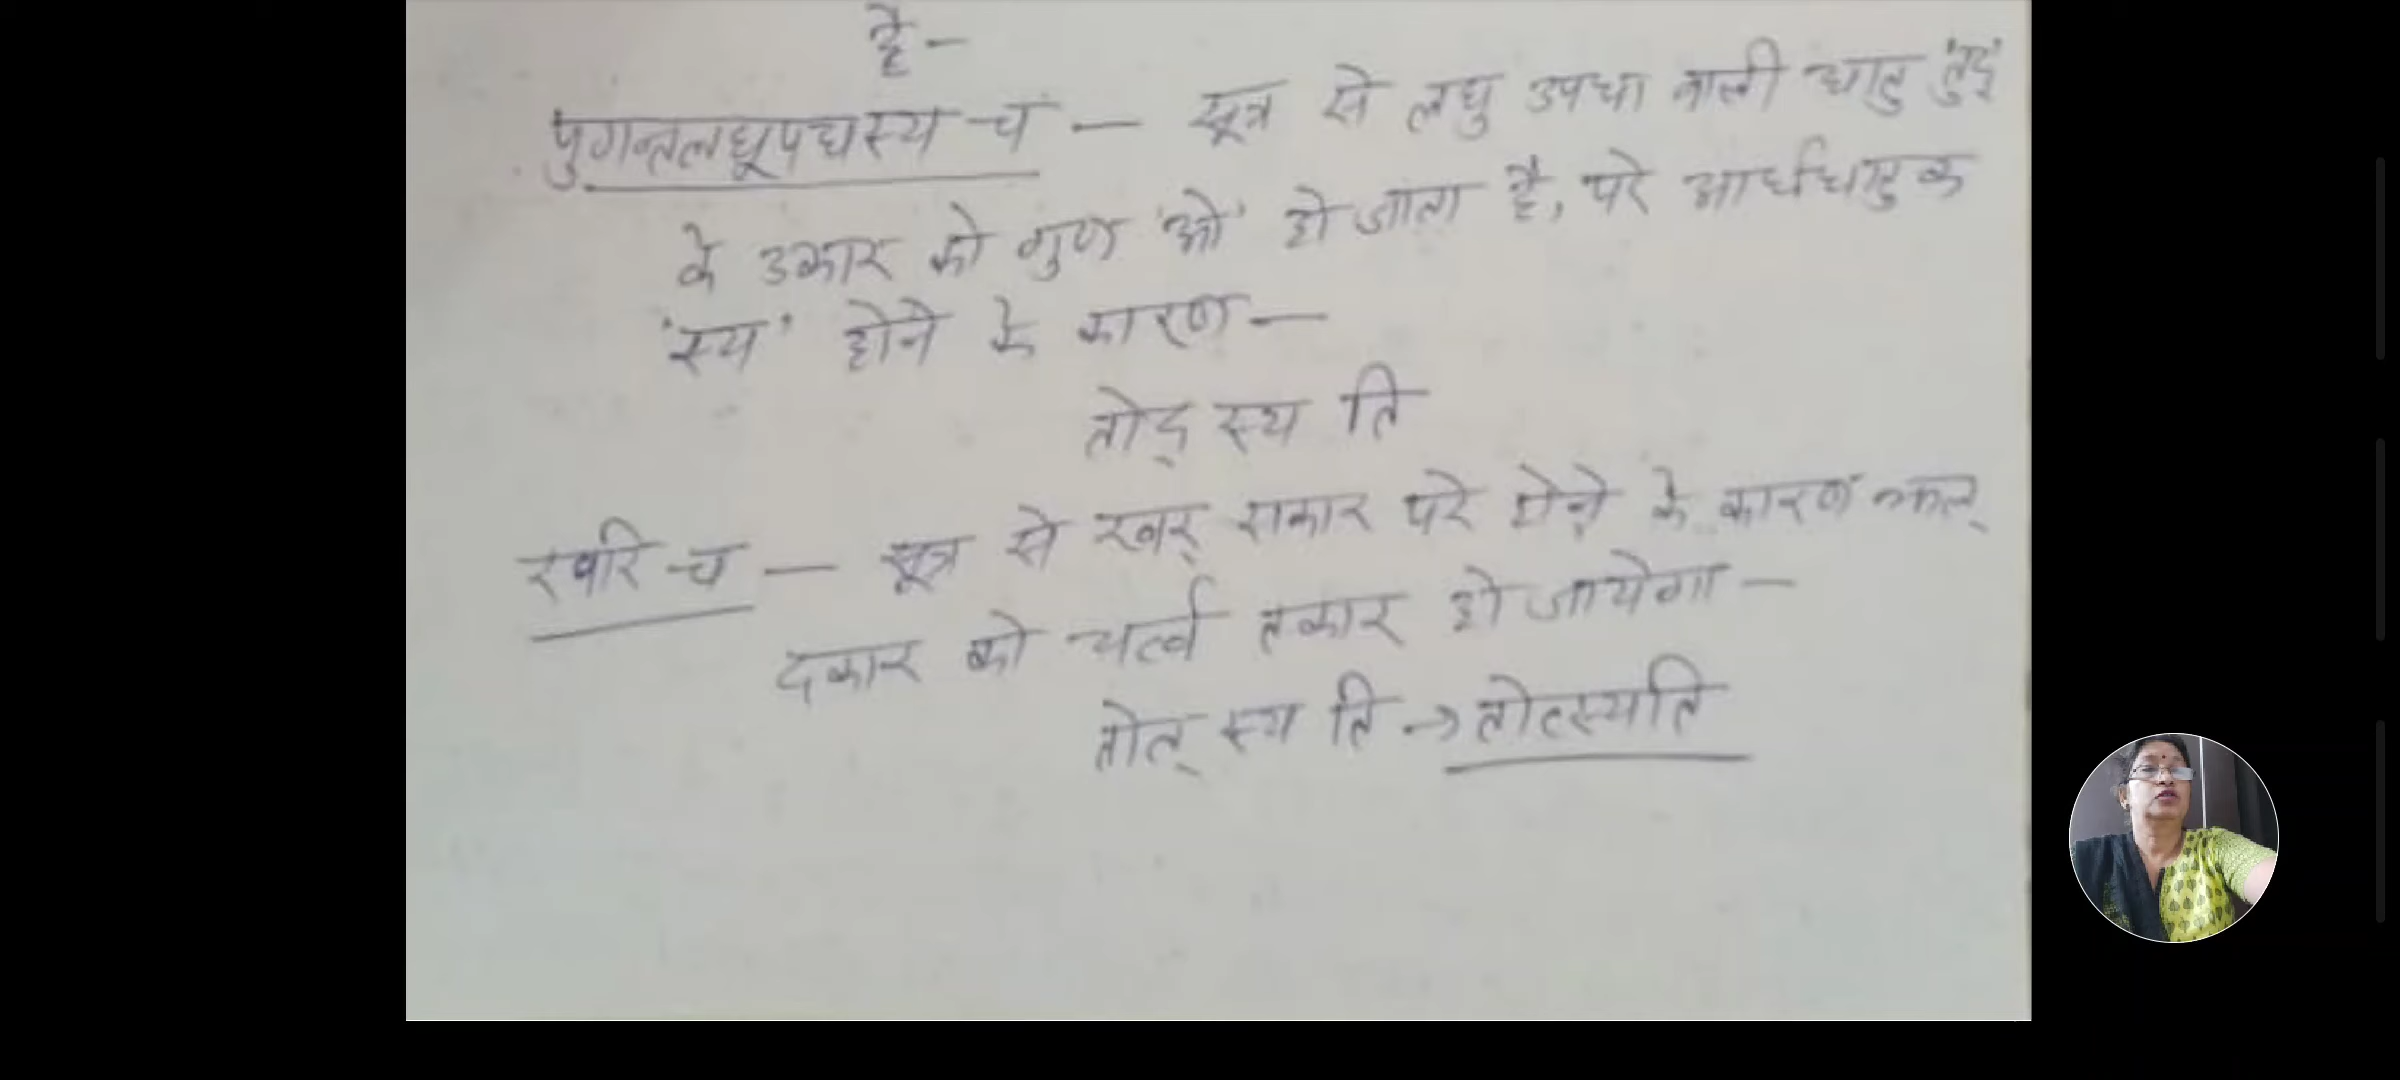 है —
पुगन्तलघूपधस्य च — सूत्र से लघु उपधा वाली धातु 'तुद्'
के उकार को गुण 'ओ' हो जाता है, परे आर्धधातुक
'स्य' होने के कारण —
तोद् स्य ति
खरि च — सूत्र से खर् सकार परे होने के कारण झल्
दकार को चर्त्व तकार हो जायेगा —
तोत् स्य ति → तोत्स्यति